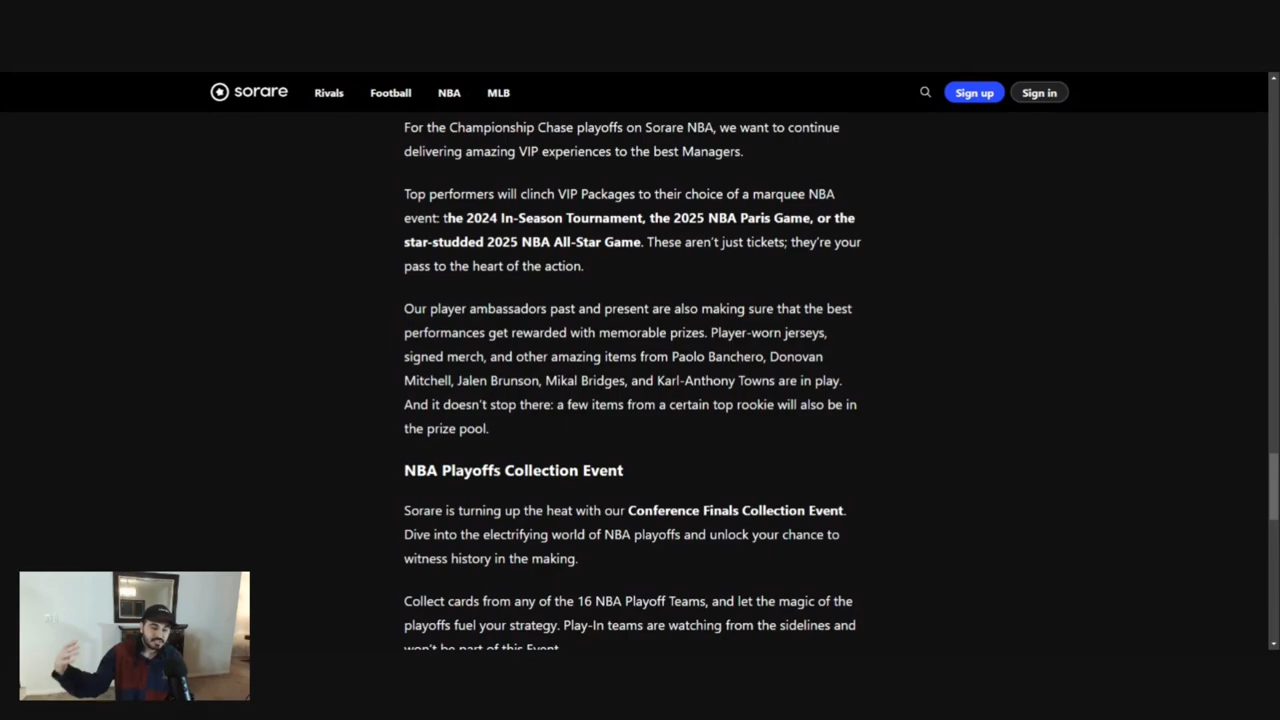 sorare Rivals Football NBA MLB Sign up Sign in
For the Championship Chase playoffs on Sorare NBA, we want to continue
delivering amazing VIP experiences to the best Managers.
Top performers will clinch VIP Packages to their choice of a marquee NBA
event: the 2024 In-Season Tournament, the 2025 NBA Paris Game, or the
star-studded 2025 NBA All-Star Game. These aren't just tickets; they're your
pass to the heart of the action.
Our player ambassadors past and present are also making sure that the best
performances get rewarded with memorable prizes. Player-worn jerseys,
signed merch, and other amazing items from Paolo Banchero, Donovan
Mitchell, Jalen Brunson, Mikal Bridges, and Karl-Anthony Towns are in play.
And it doesn't stop there: a few items from a certain top rookie will also be in
the prize pool.
NBA Playoffs Collection Event
Sorare is turning up the heat with our Conference Finals Collection Event.
Dive into the electrifying world of NBA playoffs and unlock your chance to
witness history in the making.
Collect cards from any of the 16 NBA Playoff Teams, and let the magic of the
playoffs fuel your strategy. Play-In teams are watching from the sidelines and
won't be part of this Event